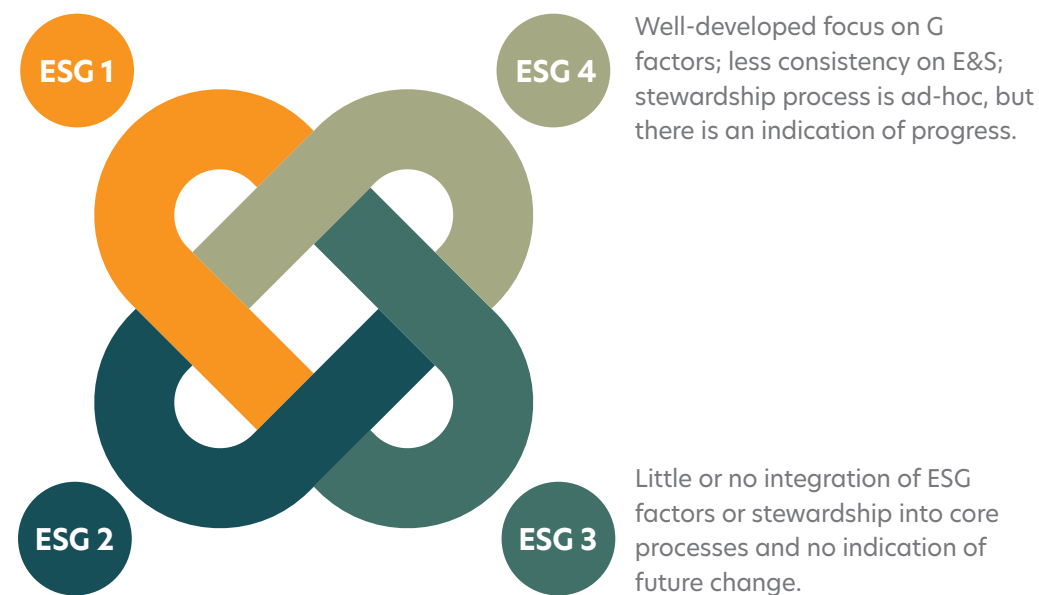 ESG 1
ESG 4
Well-developed focus on G
factors; less consistency on E&S;
stewardship process is ad-hoc, but
there is an indication of progress.
ESG 2
ESG 3
Little or no integration of ESG
factors or stewardship into core
processes and no indication of
future change.